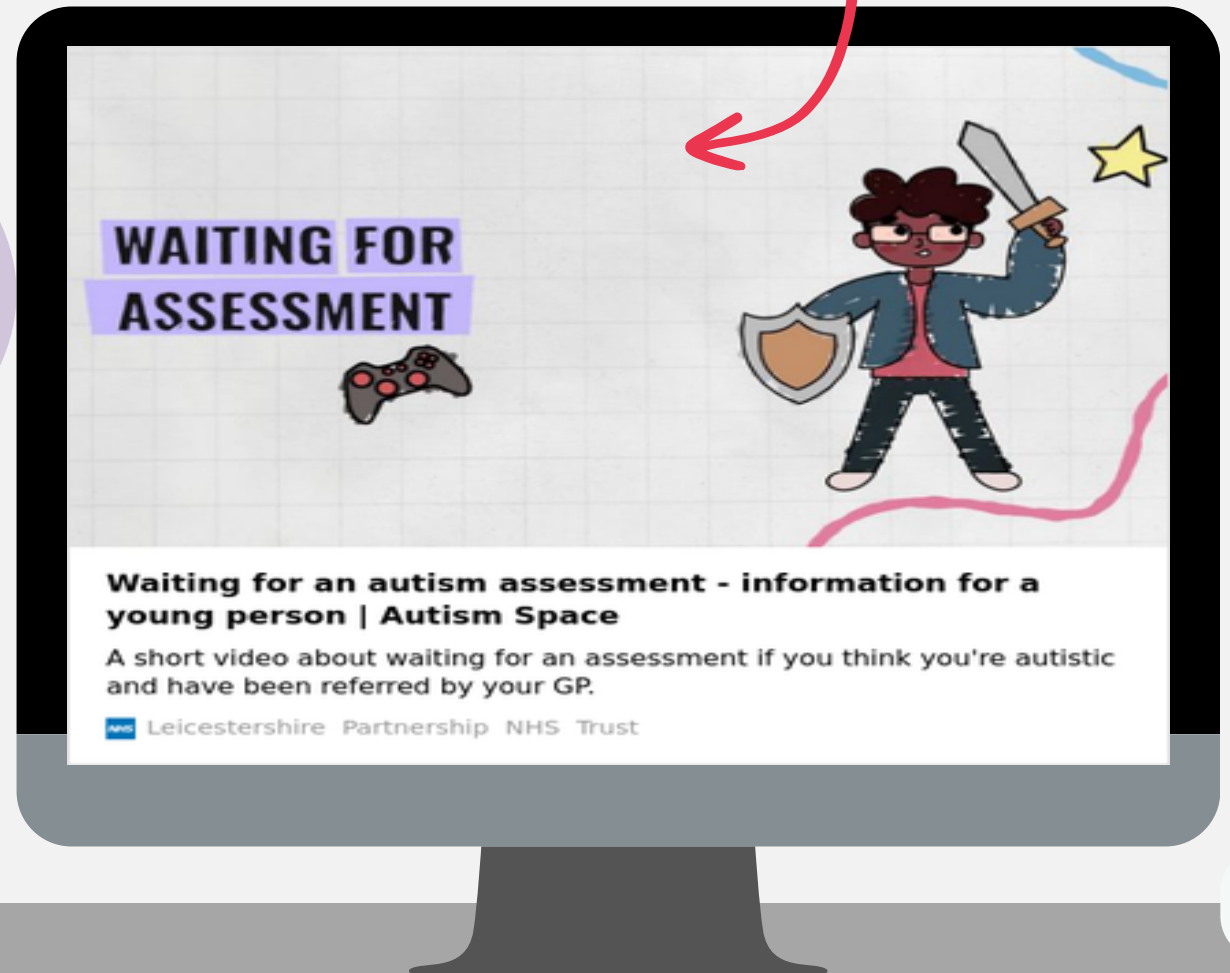 WAITING FOR
ASSESSMENT
Waiting for an autism assessment - information for a
young person | Autism Space
A short video about waiting for an assessment if you think you're autistic
and have been referred by your GP.
NHS Leicestershire Partnership NHS Trust